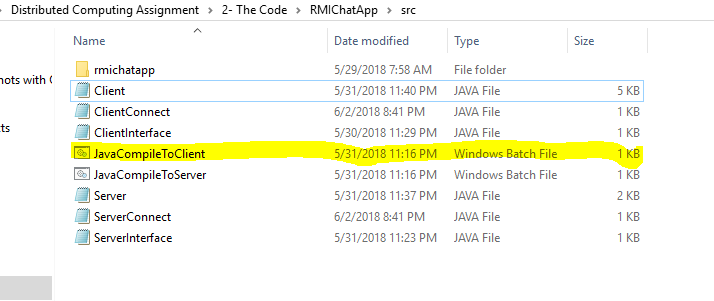 Distributed Computing Assignment > 2- The Code > RMIChatApp > src
Name Date modified Type Size
rmichatapp 5/29/2018 7:58 AM File folder
Client 5/31/2018 11:40 PM JAVA File 5 KB
ClientConnect 6/2/2018 8:41 PM JAVA File 1 KB
ClientInterface 5/30/2018 11:29 PM JAVA File 1 KB
JavaCompileToClient 5/31/2018 11:16 PM Windows Batch File 1 KB
JavaCompileToServer 5/31/2018 11:16 PM Windows Batch File 1 KB
Server 5/31/2018 11:37 PM JAVA File 2 KB
ServerConnect 6/2/2018 8:41 PM JAVA File 1 KB
ServerInterface 5/31/2018 11:23 PM JAVA File 1 KB